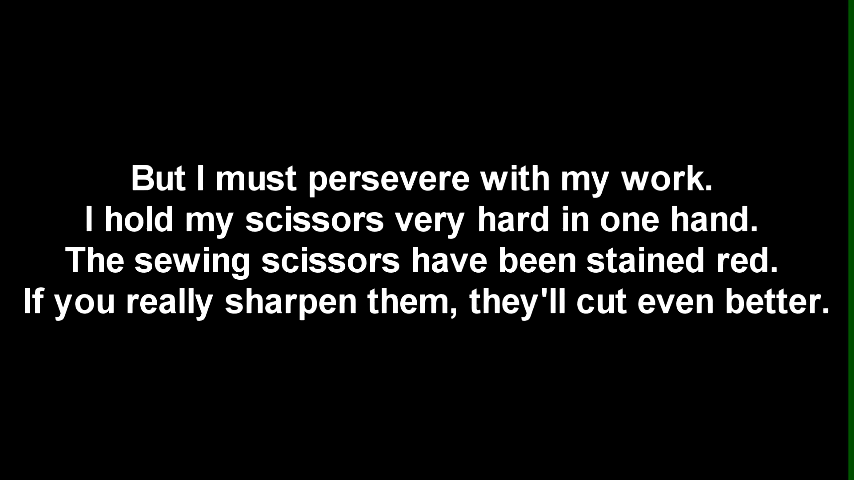 But I must persevere with my work.
I hold my scissors very hard in one hand.
The sewing scissors have been stained red.
If you really sharpen them, they'll cut even better.